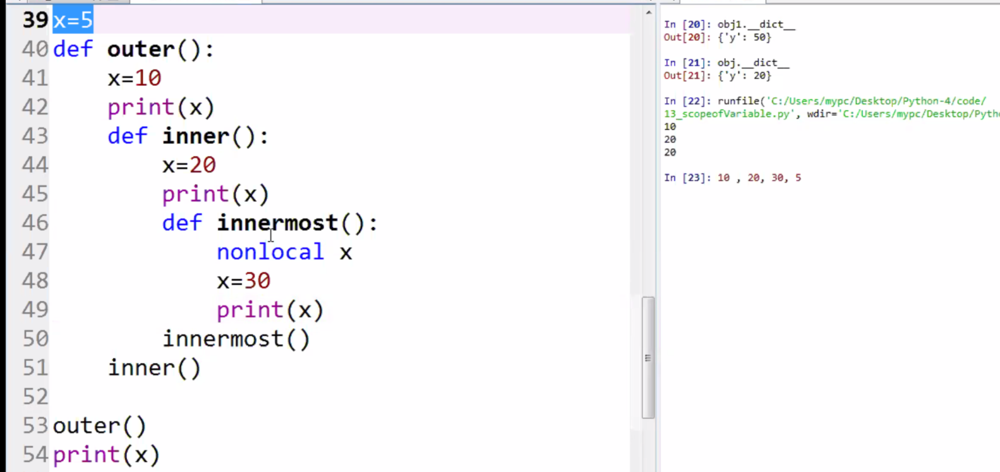 39 x=5
40 def outer():
41     x=10
42     print(x)
43     def inner():
44         x=20
45         print(x)
46         def innermost():
47             nonlocal x
48             x=30
49             print(x)
50         innermost()
51     inner()
52
53 outer()
54 print(x)
In [20]: obj1.__dict__
Out[20]: {'y': 50}
In [21]: obj.__dict__
Out[21]: {'y': 20}
In [22]: runfile('C:/Users/mypc/Desktop/Python-4/code/
13_scopeofVariable.py', wdir='C:/Users/mypc/Desktop/Pyth
10
20
20
In [23]: 10 , 20, 30, 5